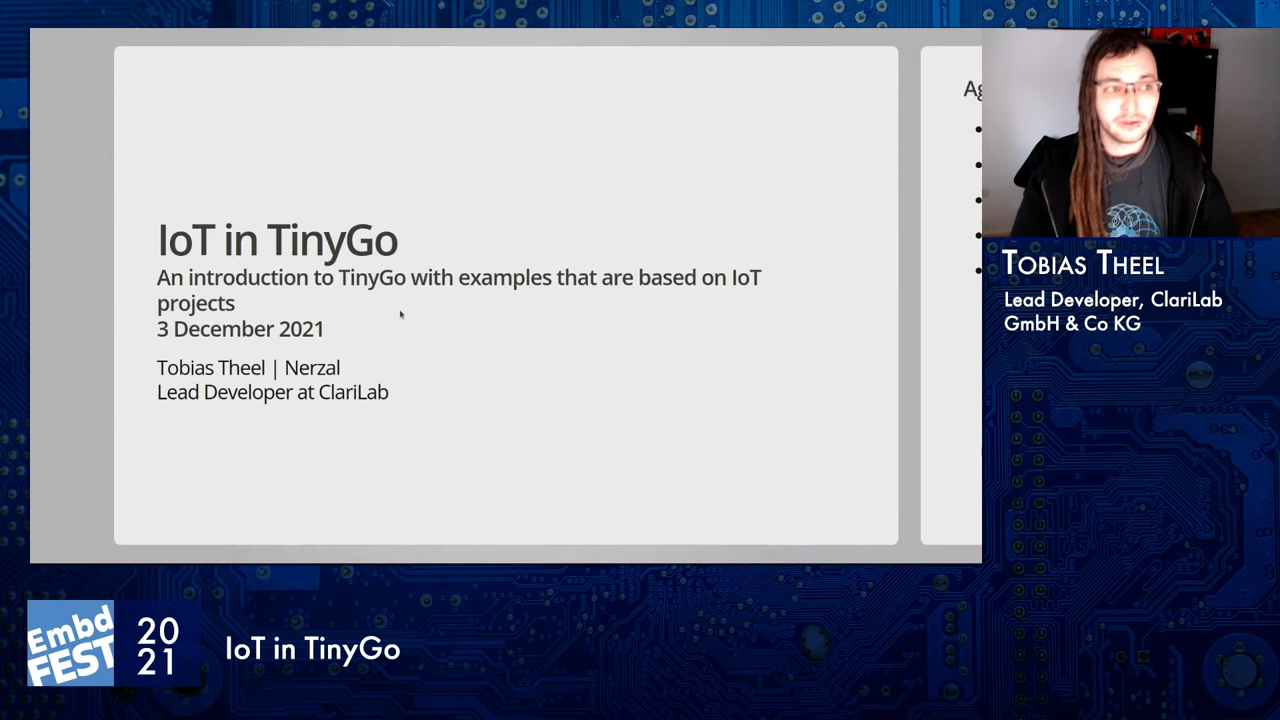 IoT in TinyGo
An introduction to TinyGo with examples that are based on IoT
projects
3 December 2021
Tobias Theel | Nerzal
Lead Developer at ClariLab
TOBIAS THEEL
Lead Developer, ClariLab
GmbH & Co KG
Embd
FEST
20
21
IoT in TinyGo